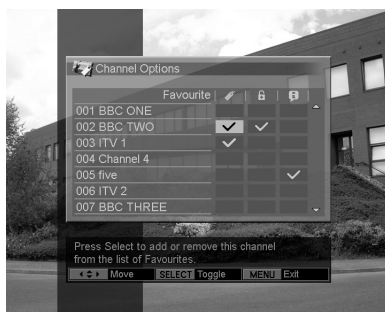 Channel Options
Favourite
001 BBC ONE
002 BBC TWO
003 ITV 1
004 Channel 4
005 five
006 ITV 2
007 BBC THREE
Press Select to add or remove this channel
from the list of Favourites.
Move SELECT Toggle MENU Exit